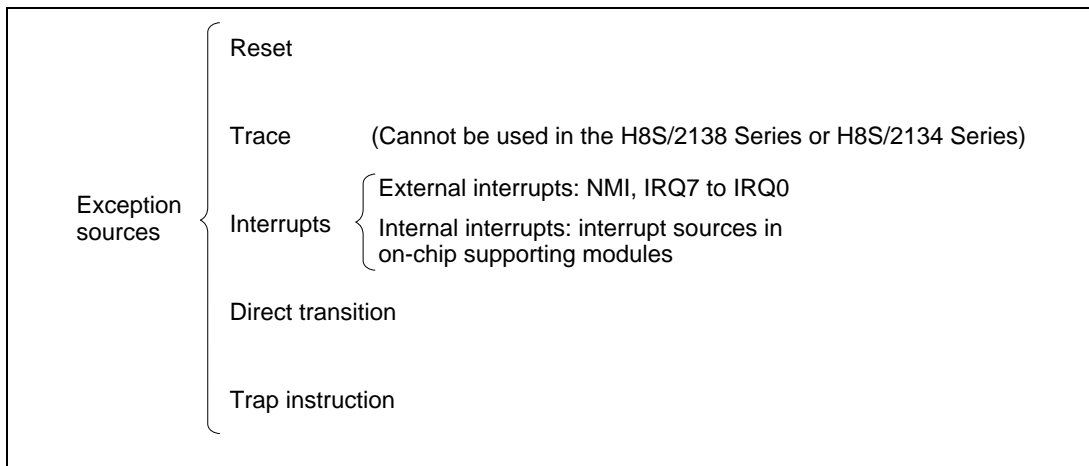 Reset
Trace (Cannot be used in the H8S/2138 Series or H8S/2134 Series)
Exception
sources
Interrupts
External interrupts: NMI, IRQ7 to IRQ0
Internal interrupts: interrupt sources in
on-chip supporting modules
Direct transition
Trap instruction